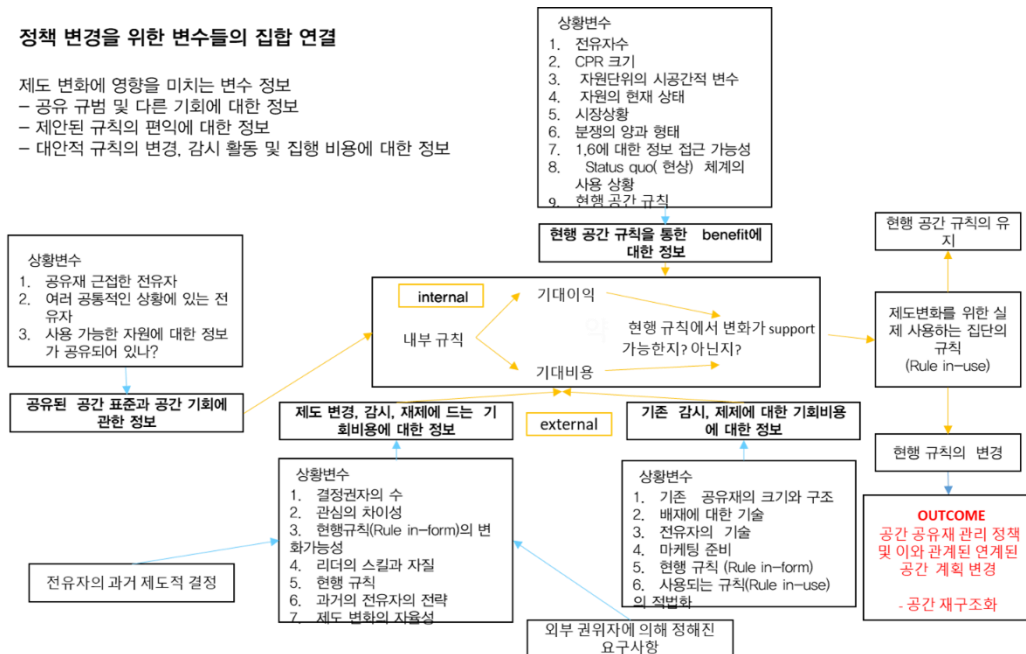 정책 변경을 위한 변수들의 집합 연결
제도 변화에 영향을 미치는 변수 정보
– 공유 규범 및 다른 기회에 대한 정보
– 제안된 규칙의 편익에 대한 정보
– 대안적 규칙의 변경, 감시 활동 및 집행 비용에 대한 정보
상황변수
1. 전유자수
2. CPR 크기
3. 자원단위의 시공간적 변수
4. 자원의 현재 상태
5. 시장상황
6. 분쟁의 양과 형태
7. 1,6에 대한 정보 접근 가능성
8. Status quo( 현상) 체계의
사용 상황
9. 현행 공간 규칙
현행 공간 규칙을 통한 benefit에
대한 정보
상황변수
1. 공유재 근접한 전유자
2. 여러 공통적인 상황에 있는 전
유자
3. 사용 가능한 자원에 대한 정보
가 공유되어 있나?
공유된 공간 표준과 공간 기회에
관한 정보
internal
내부 규칙
기대이익
기대비용
현행 규칙에서 변화가 support
가능한지? 아닌지?
external
현행 공간 규칙의 유
지
제도변화를 위한 실
제 사용하는 집단의
규칙
(Rule in-use)
현행 규칙의 변경
OUTCOME
공간 공유재 관리 정책
및 이와 관계된 연계된
공간 계획 변경
- 공간 재구조화
제도 변경, 감시, 재제에 드는 기
회비용에 대한 정보
상황변수
1. 결정권자의 수
2. 관심의 차이성
3. 현행규칙(Rule in-form)의 변
화가능성
4. 리더의 스킬과 자질
5. 현행 규칙
6. 과거의 전유자의 전략
7. 제도 변화의 자율성
기존 감시, 제제에 대한 기회비용
에 대한 정보
상황변수
1. 기존 공유재의 크기와 구조
2. 배재에 대한 기술
3. 전유자의 기술
4. 마케팅 준비
5. 현행 규칙 (Rule in-form)
6. 사용되는 규칙(Rule in-use)
의 적법화
전유자의 과거 제도적 결정
외부 권위자에 의해 정해진
요구사항